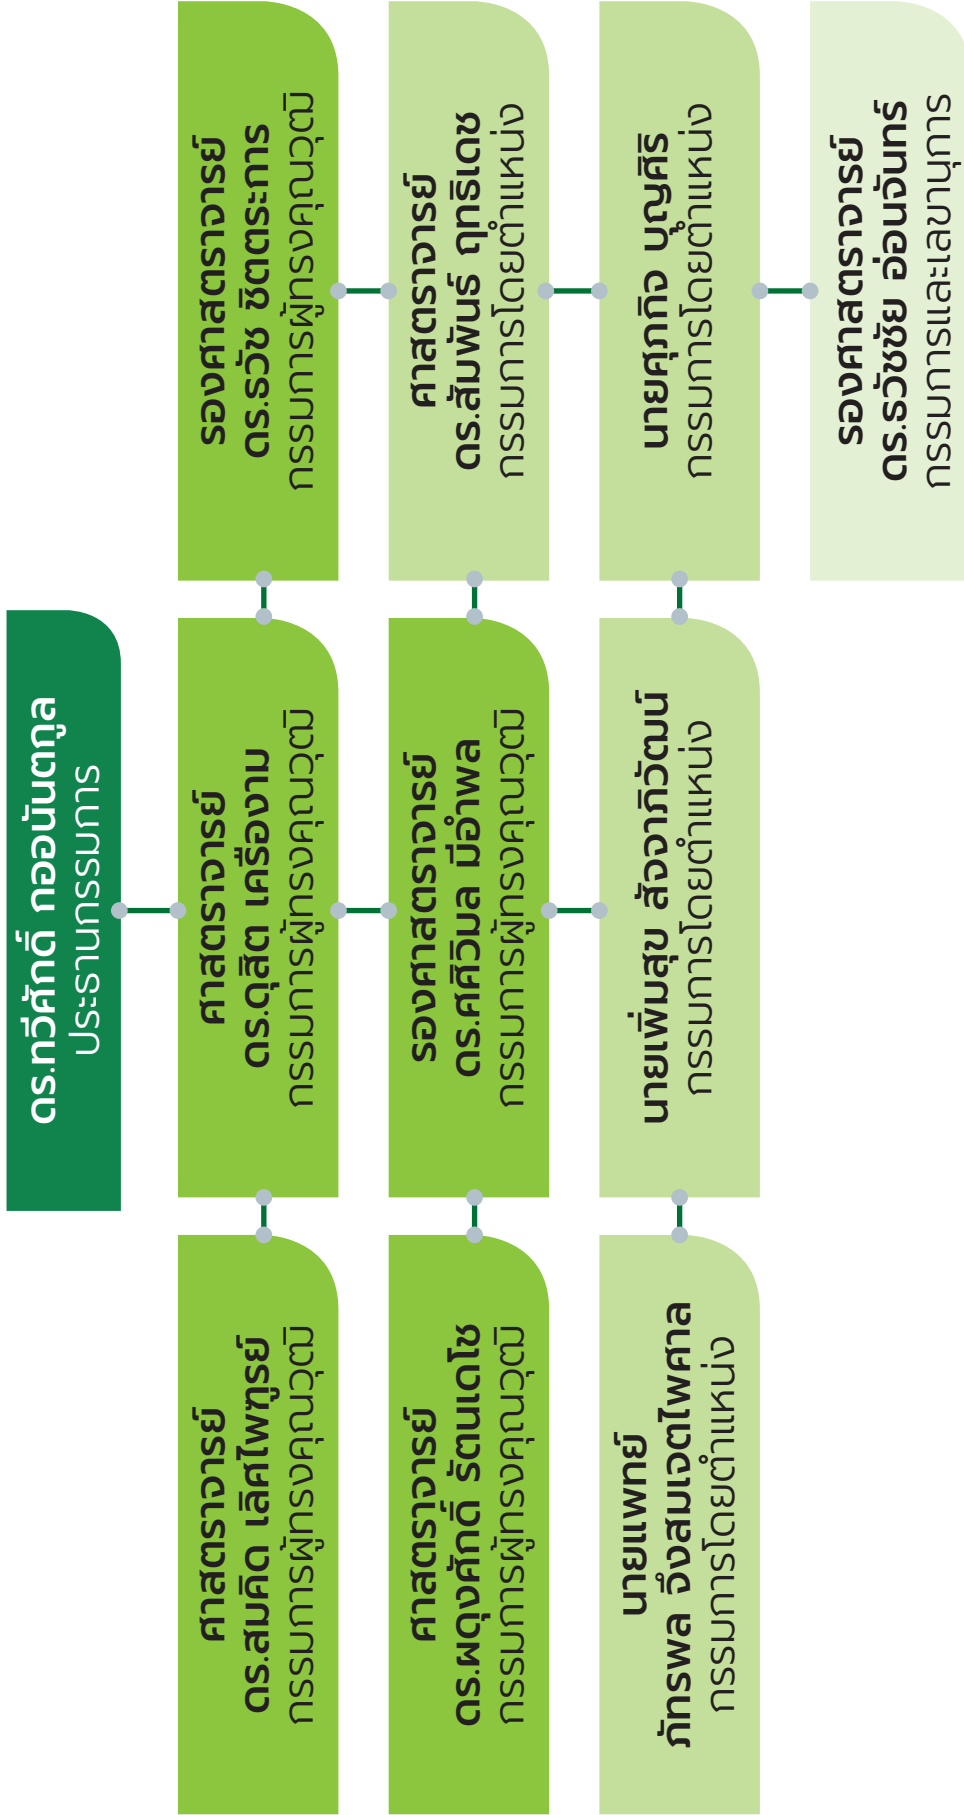 ดร.ทวีศักดิ์ กออนันตกูล
ประธานกรรมการ
ศาสตราจารย์
ดร.สมคิด เลิศไพฑูรย์
กรรมการผู้ทรงคุณวุฒิ
ศาสตราจารย์
ดร.ดุสิต เครืองาม
กรรมการผู้ทรงคุณวุฒิ
รองศาสตราจารย์
ดร.ธวัช ชิตตระการ
กรรมการผู้ทรงคุณวุฒิ
ศาสตราจารย์
ดร.ผดุงศักดิ์ รัตนเดโช
กรรมการผู้ทรงคุณวุฒิ
รองศาสตราจารย์
ดร.ศศิวิมล มีอำพล
กรรมการผู้ทรงคุณวุฒิ
ศาสตราจารย์
ดร.สัมพันธ์ ฤทธิเดช
กรรมการโดยตำแหน่ง
นายแพทย์
ภัทรพล จึงสมเจตไพศาล
กรรมการโดยตำแหน่ง
นายเพิ่มสุข สัจจาภิวัฒน์
กรรมการโดยตำแหน่ง
นายศุภกิจ บุญศิริ
กรรมการโดยตำแหน่ง
รองศาสตราจารย์
ดร.ธวัชชัย อ่อนจันทร์
กรรมการและเลขานุการ